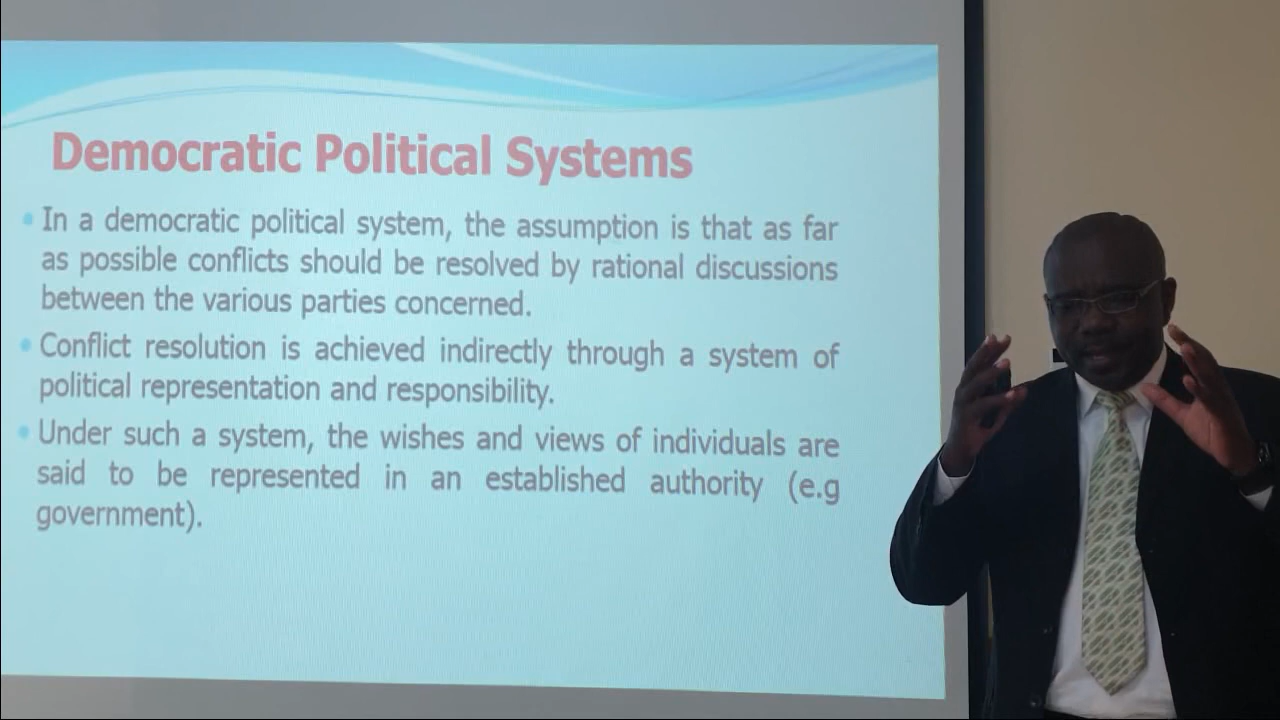 Democratic Political Systems
• In a democratic political system, the assumption is that as far
as possible conflicts should be resolved by rational discussions
between the various parties concerned.
• Conflict resolution is achieved indirectly through a system of
political representation and responsibility.
• Under such a system, the wishes and views of individuals are
said to be represented in an established authority (e.g
government).